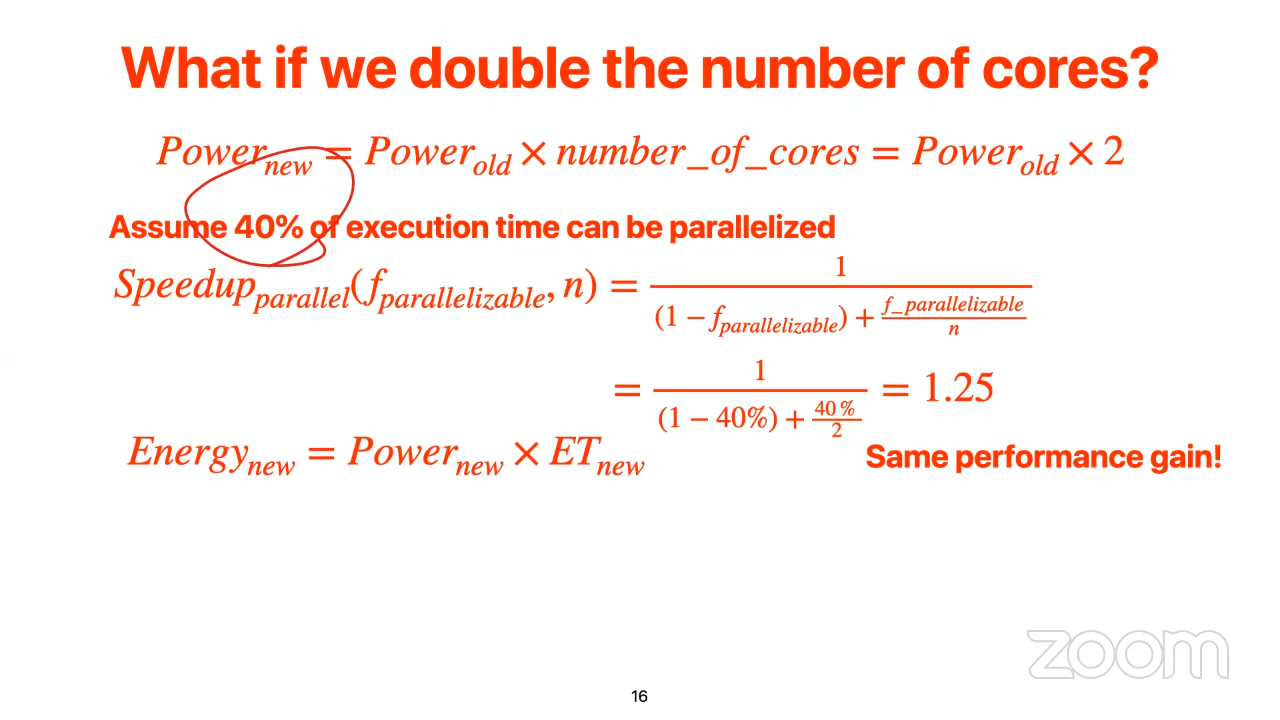 What if we double the number of cores?
Power_new = Power_old × number_of_cores = Power_old × 2
Assume 40% of execution time can be parallelized
Speedup_parallel(f_parallelizable, n) = 1 / ((1 − f_parallelizable) + f_parallelizable / n)
= 1 / ((1 − 40%) + 40% / 2) = 1.25
Energy_new = Power_new × ET_new
Same performance gain!
zoom
16